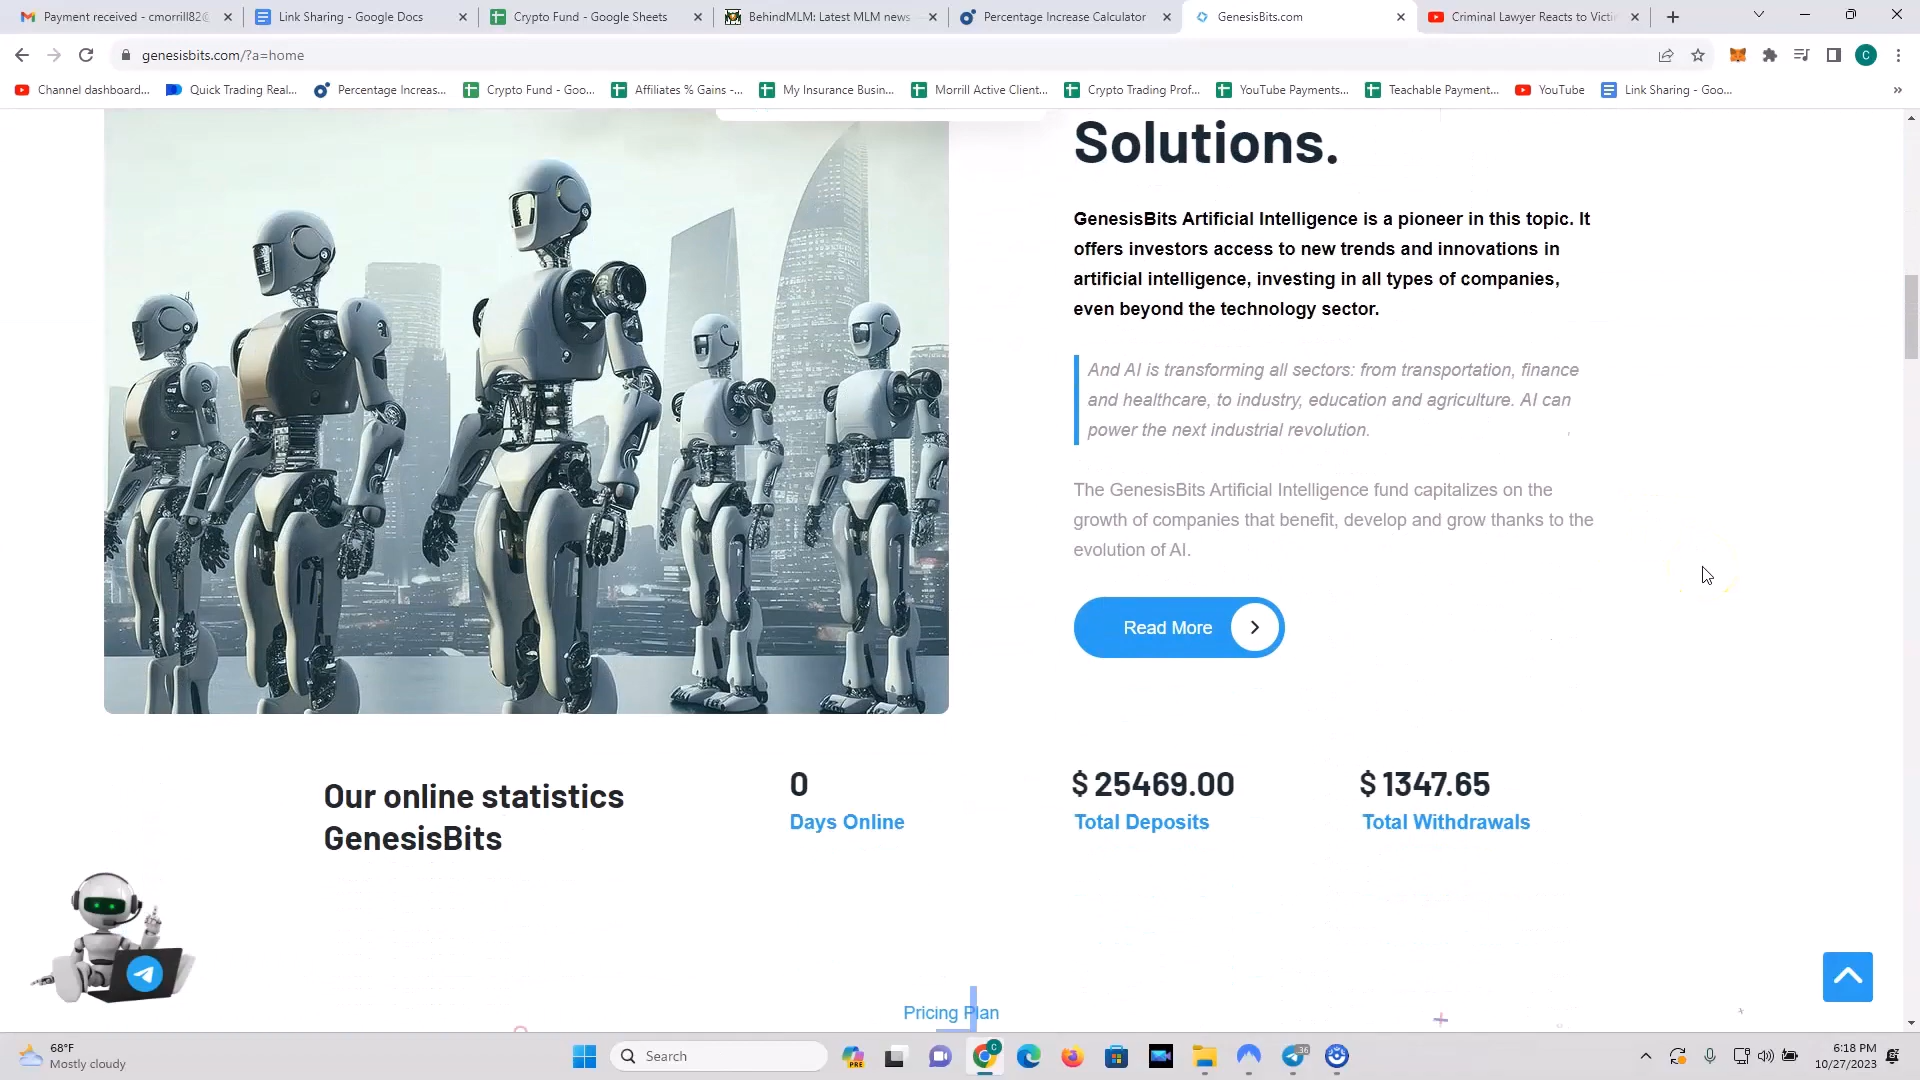 Payment received - cmorrill82@
Link Sharing - Google Docs
Crypto Fund - Google Sheets
BehindMLM: Latest MLM news
Percentage Increase Calculator
GenesisBits.com
Criminal Lawyer Reacts to Victi
genesisbits.com/?a=home
C
Channel dashboard...
Quick Trading Real...
Percentage Increas...
Crypto Fund - Goo...
Affiliates % Gains -...
My Insurance Busin...
Morrill Active Client...
Crypto Trading Prof...
YouTube Payments...
Teachable Payment...
YouTube
Link Sharing - Goo...
»
Solutions.
GenesisBits Artificial Intelligence is a pioneer in this topic. It
offers investors access to new trends and innovations in
artificial intelligence, investing in all types of companies,
even beyond the technology sector.
And AI is transforming all sectors: from transportation, finance
and healthcare, to industry, education and agriculture. AI can
power the next industrial revolution.
The GenesisBits Artificial Intelligence fund capitalizes on the
growth of companies that benefit, develop and grow thanks to the
evolution of AI.
Read More
Our online statistics
GenesisBits
0
Days Online
$ 25469.00
Total Deposits
$ 1347.65
Total Withdrawals
Pricing Plan
68°F
Mostly cloudy
Search
PRE
C
36
6:18 PM
10/27/2023